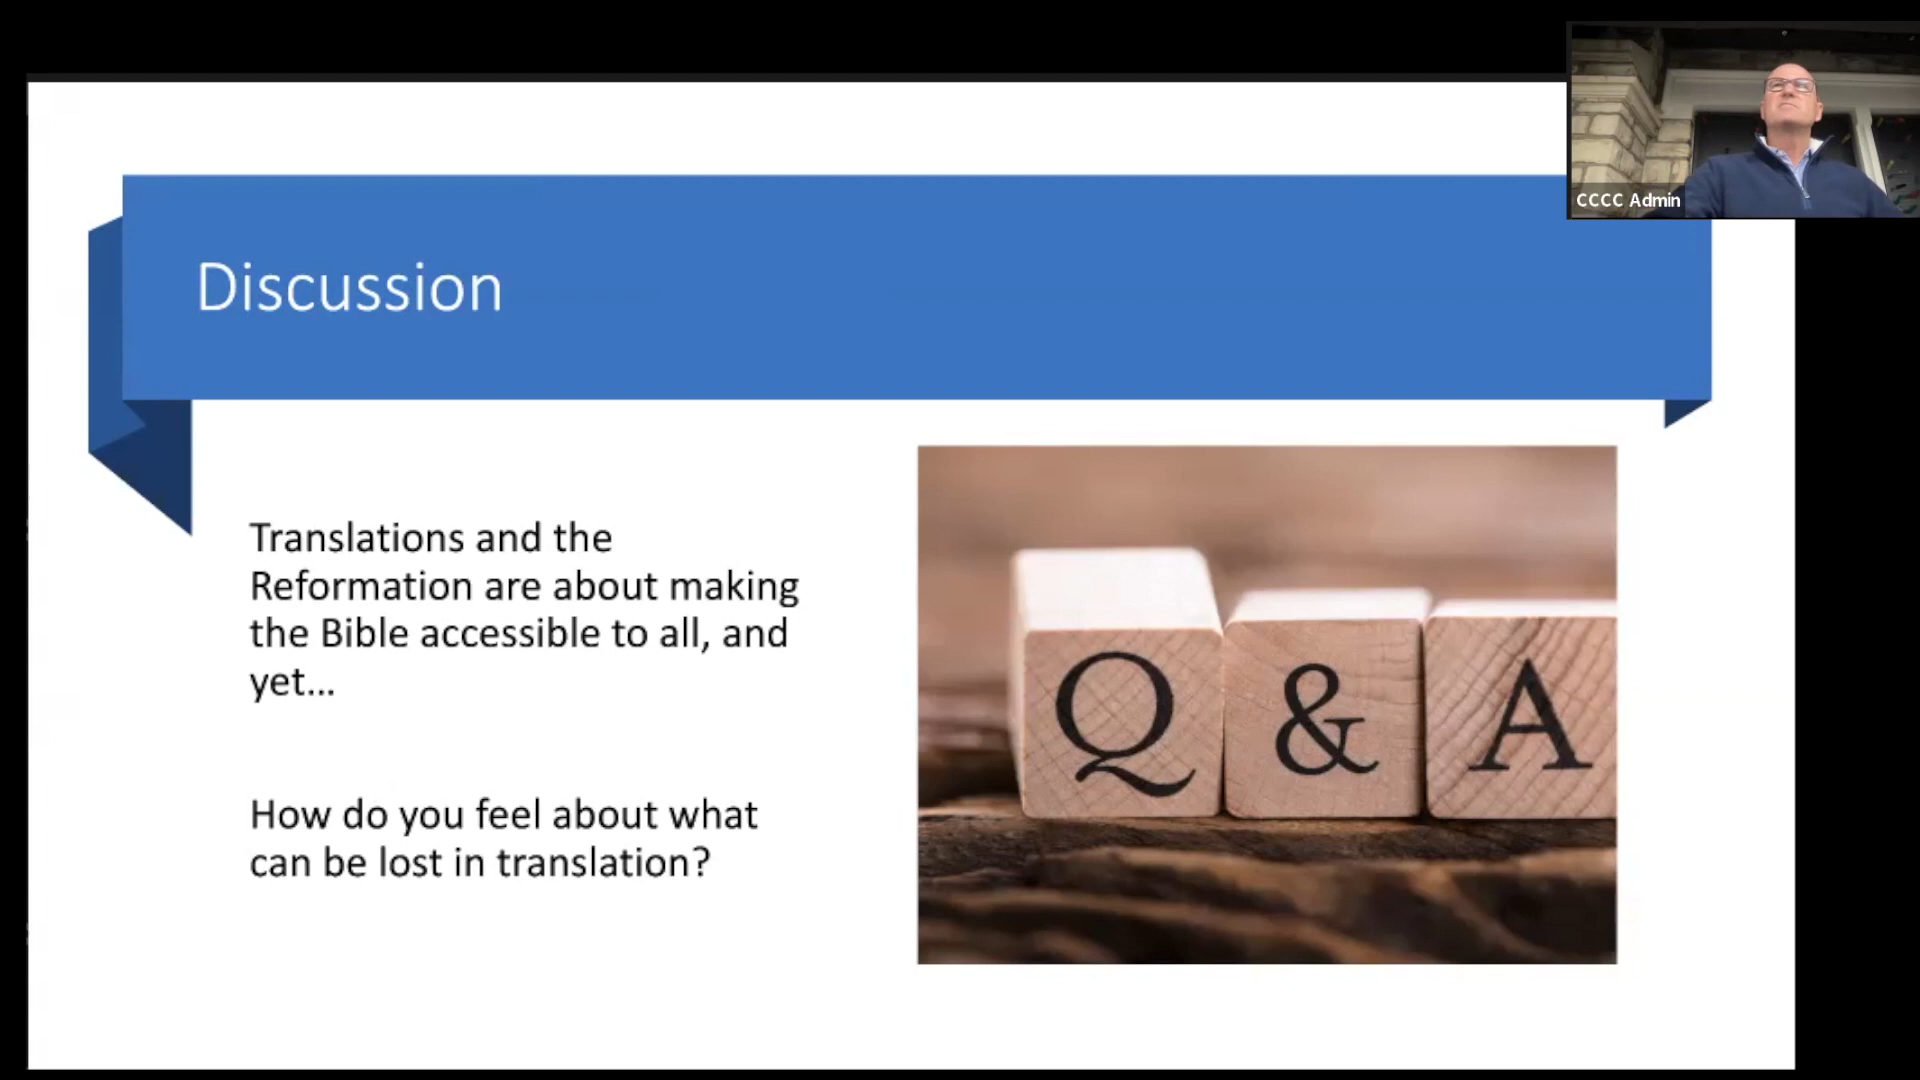 CCCC Admin
Discussion
Translations and the
Reformation are about making
the Bible accessible to all, and
yet...
How do you feel about what
can be lost in translation?
Q & A